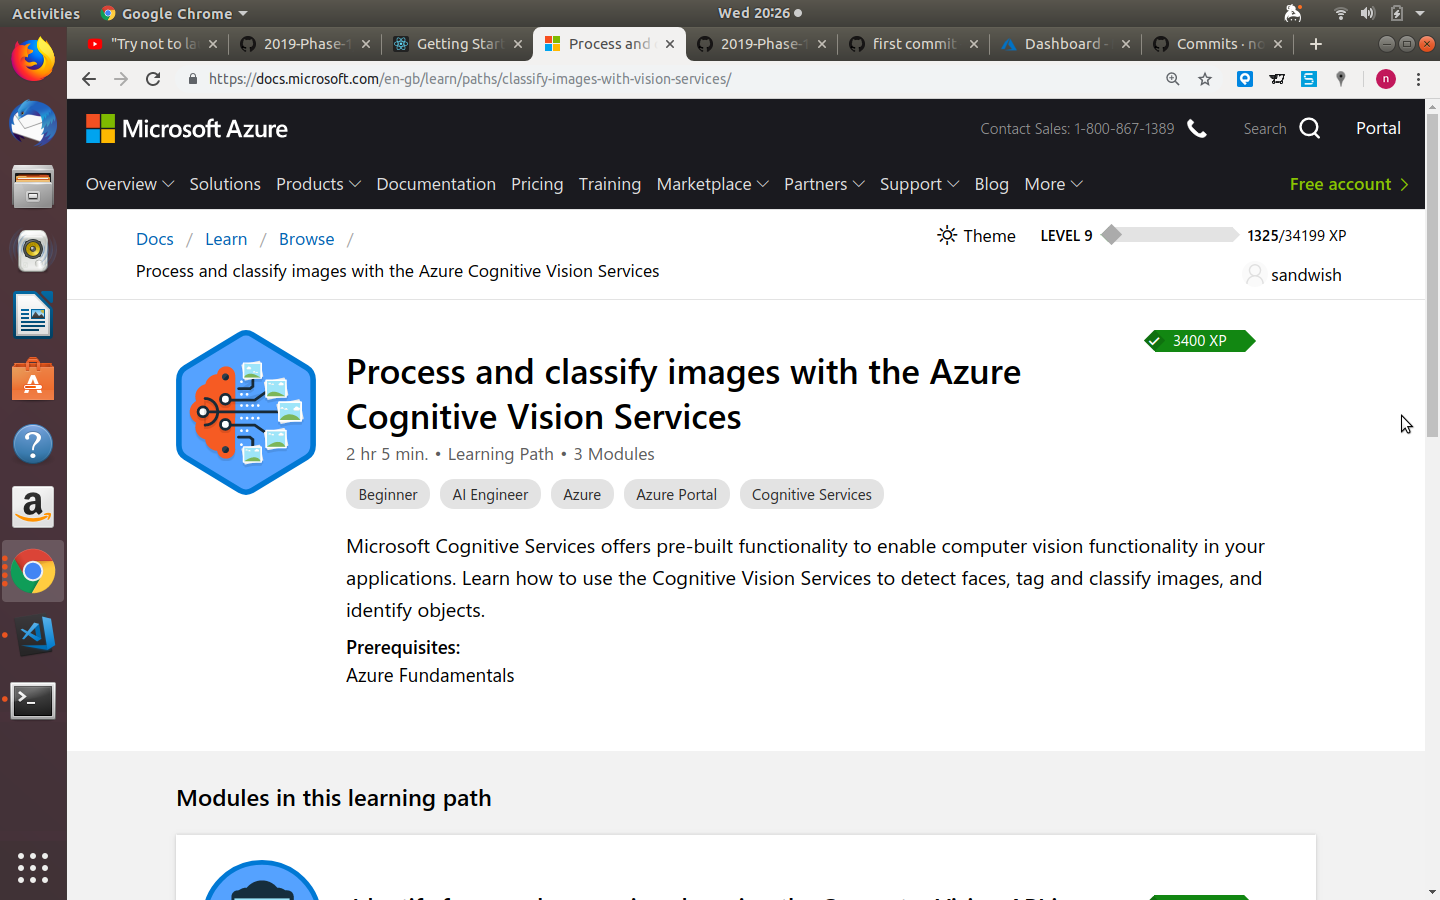 Activities
Google Chrome
Wed 20:26
"Try not to la
2019-Phase-1
Getting Star
Process and
2019-Phase-1
first commit
Dashboard -
Commits · no
https://docs.microsoft.com/en-gb/learn/paths/classify-images-with-vision-services/
n
Microsoft Azure
Contact Sales: 1-800-867-1389
Search
Portal
Overview
Solutions
Products
Documentation
Pricing
Training
Marketplace
Partners
Support
Blog
More
Free account
Docs / Learn / Browse /
Theme
LEVEL 9
1325/34199 XP
Process and classify images with the Azure Cognitive Vision Services
sandwish
3400 XP
Process and classify images with the Azure
Cognitive Vision Services
2 hr 5 min. • Learning Path • 3 Modules
Beginner
AI Engineer
Azure
Azure Portal
Cognitive Services
Microsoft Cognitive Services offers pre-built functionality to enable computer vision functionality in your
applications. Learn how to use the Cognitive Vision Services to detect faces, tag and classify images, and
identify objects.
Prerequisites:
Azure Fundamentals
Modules in this learning path